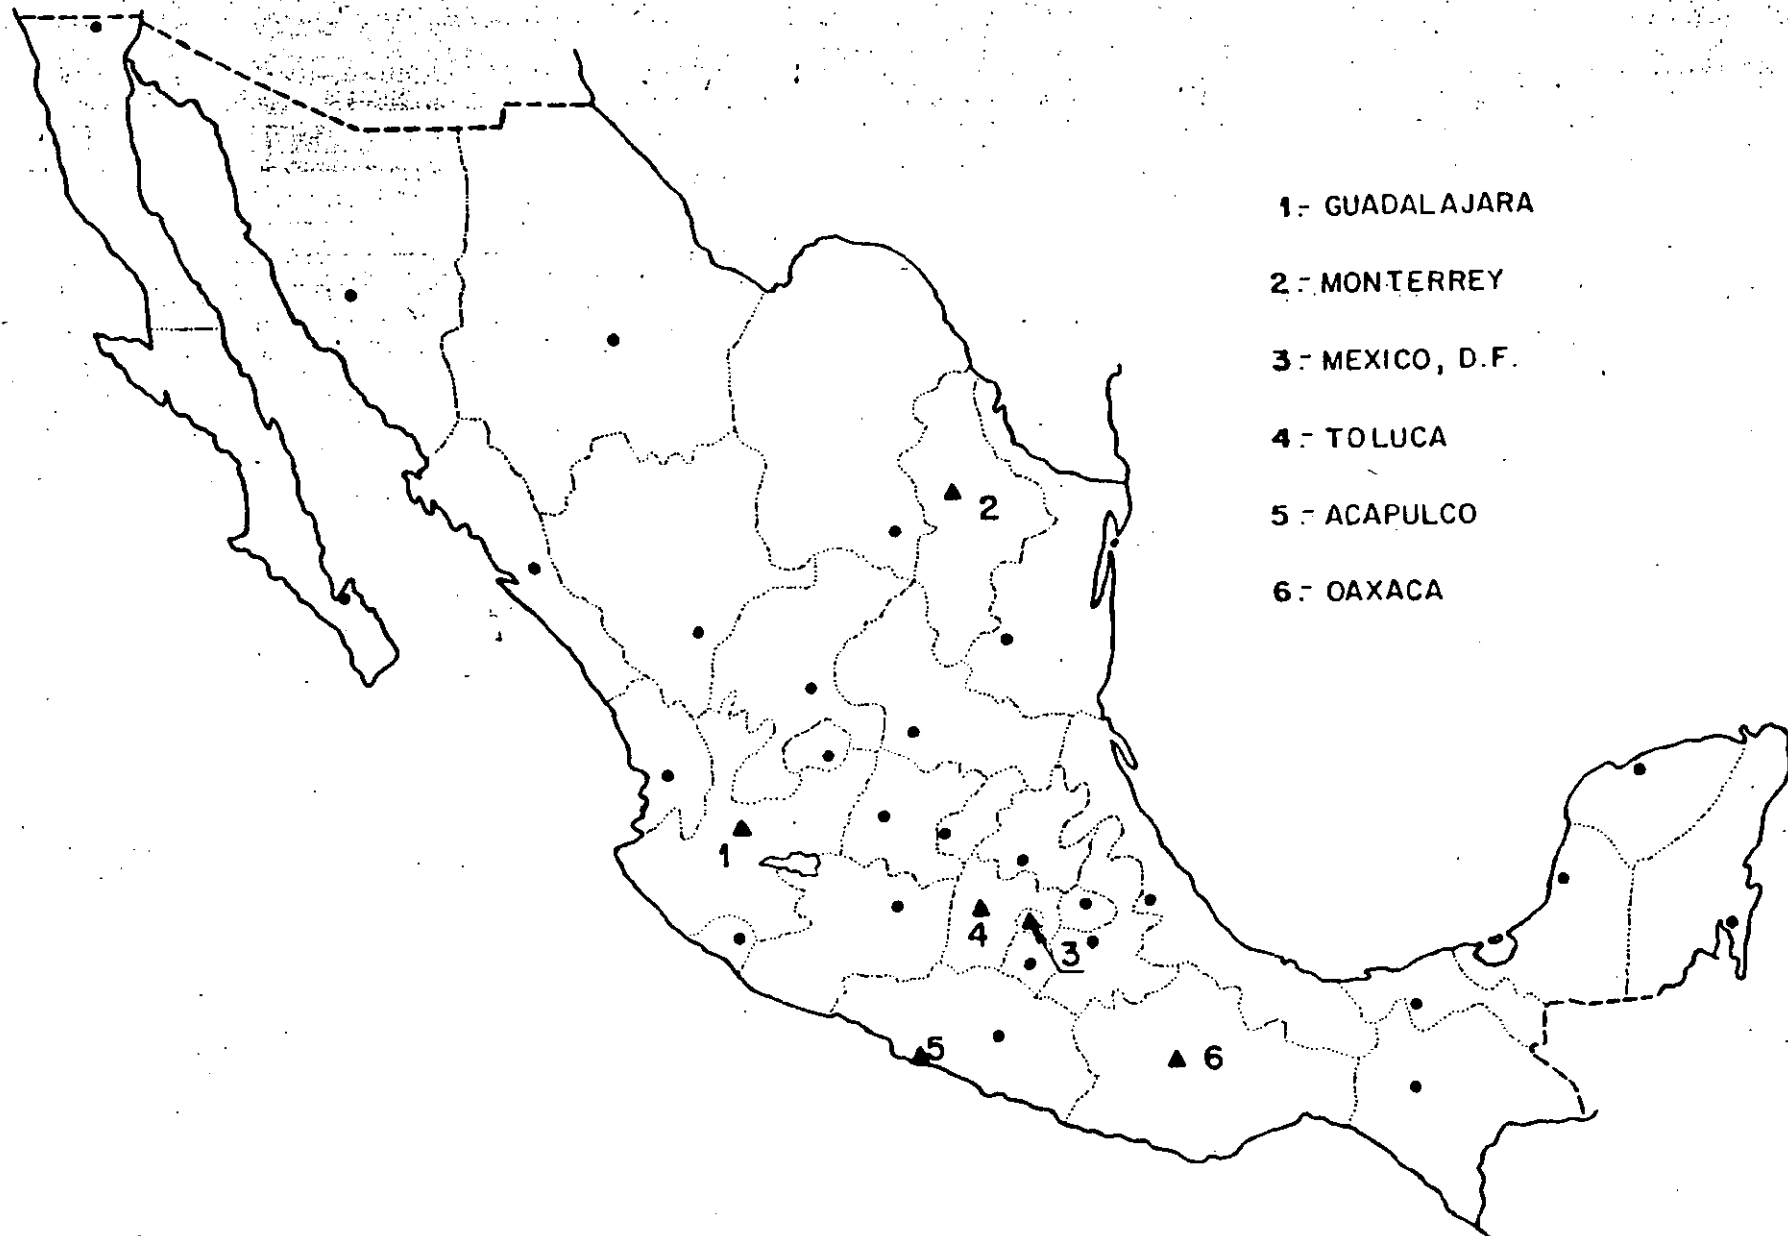 1.- GUADALAJARA
2.- MONTERREY
3.- MEXICO, D.F.
4.- TOLUCA
5.- ACAPULCO
6.- OAXACA
2
1
4
3
5
6